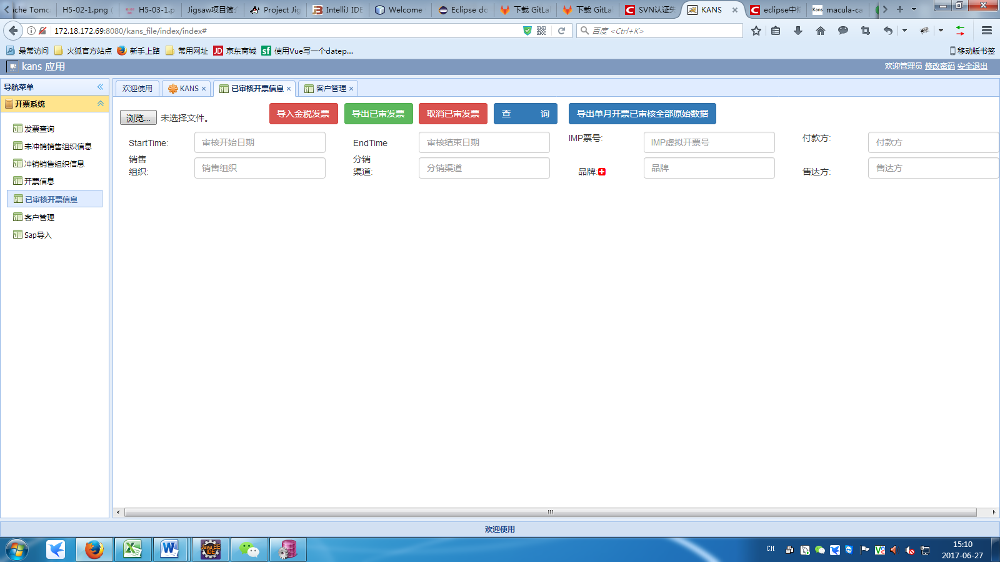 che Tomc
H5-02-1.png (
H5-03-1.p
Jigsaw项目简介
Project Jig
IntelliJ IDE
Welcome
Eclipse do
下载 GitLa
下载 GitLa
SVN认证失
KANS
eclipse中
macula-ca
172.18.172.69:8080/kans_file/index/index#
百度 <Ctrl+K>
最常访问
火狐官方站点
新手上路
常用网址
JD 京东商城
sf 使用Vue写一个datep...
移动版书签
kans 应用
欢迎管理员 修改密码 安全退出
导航菜单
欢迎使用
KANS
已审核开票信息
客户管理
开票系统
发票查询
未冲销销售组织信息
冲销销售组织信息
开票信息
已审核开票信息
客户管理
Sap导入
浏览... 未选择文件。
导入金税发票
导出已审发票
取消已审发票
查 询
导出单月开票已审核全部原始数据
StartTime: 审核开始日期
EndTime 审核结束日期
IMP票号: IMP虚拟开票号
付款方: 付款方
销售
组织: 销售组织
分销
渠道: 分销渠道
品牌: 品牌
售达方: 售达方
欢迎使用
CH
15:10
2017-06-27